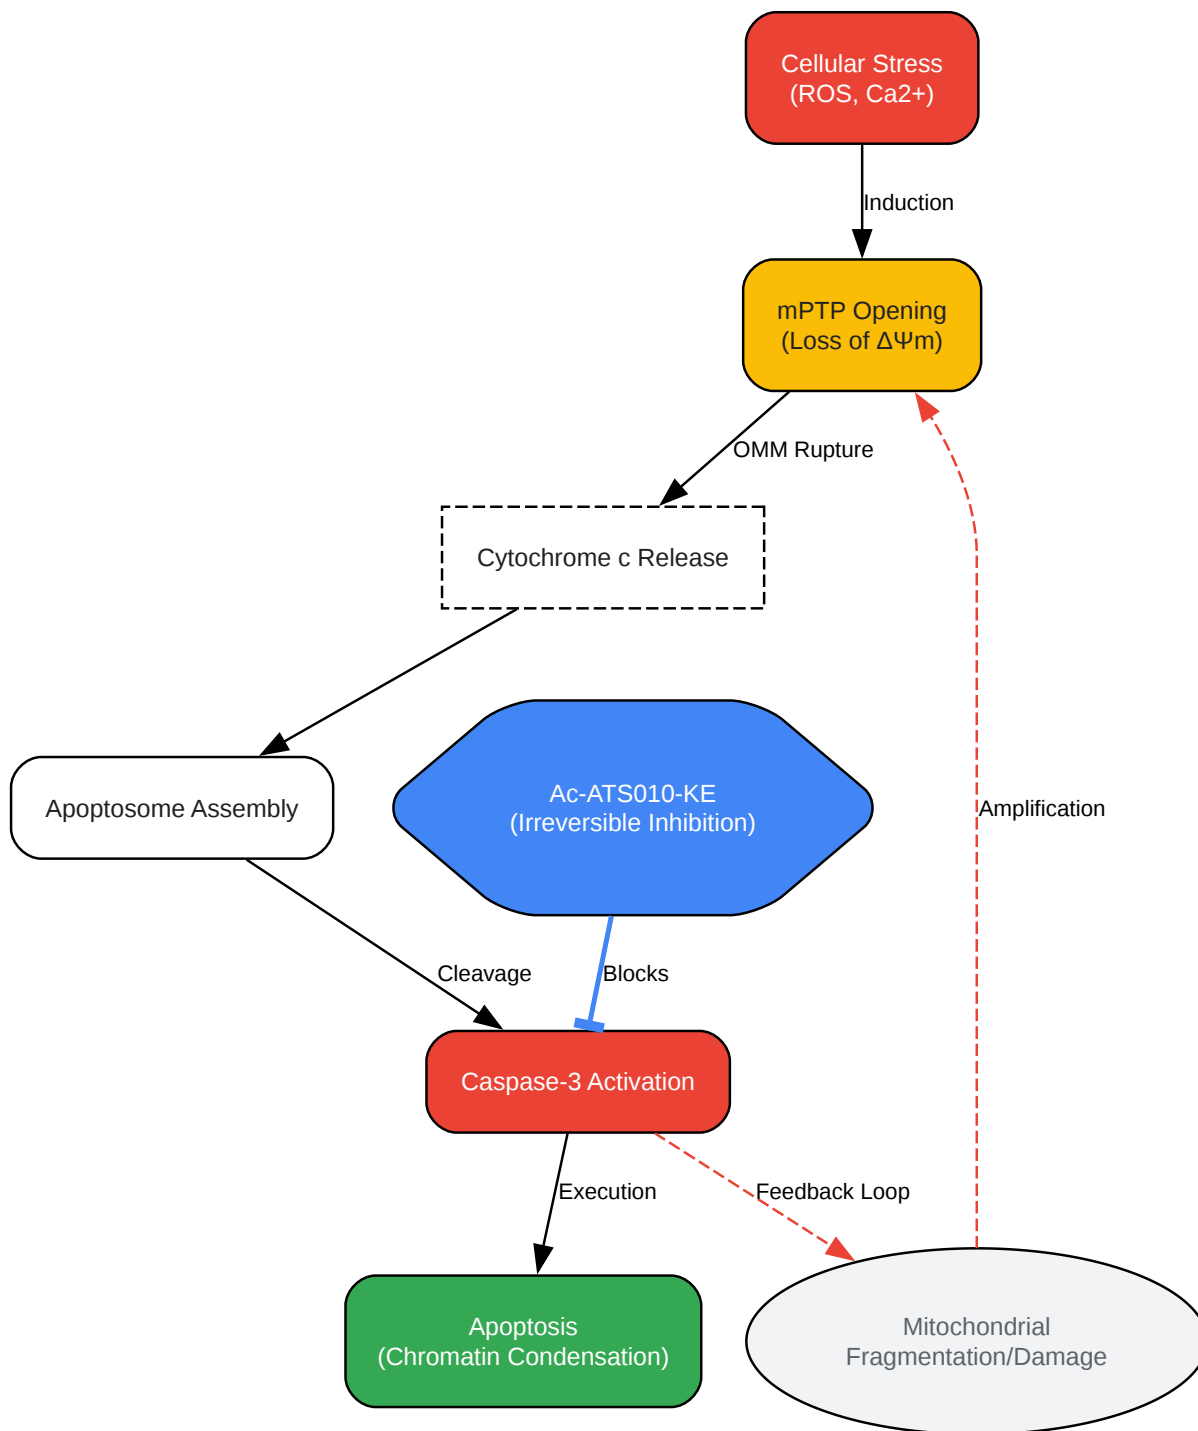 Cellular Stress
(ROS, Ca2+)
Induction
mPTP Opening
(Loss of ΔΨm)
OMM Rupture
Cytochrome c Release
Ac-ATS010-KE
(Irreversible Inhibition)
Apoptosome Assembly
Amplification
Cleavage
Blocks
Caspase-3 Activation
Execution
Feedback Loop
Apoptosis
(Chromatin Condensation)
Mitochondrial
Fragmentation/Damage